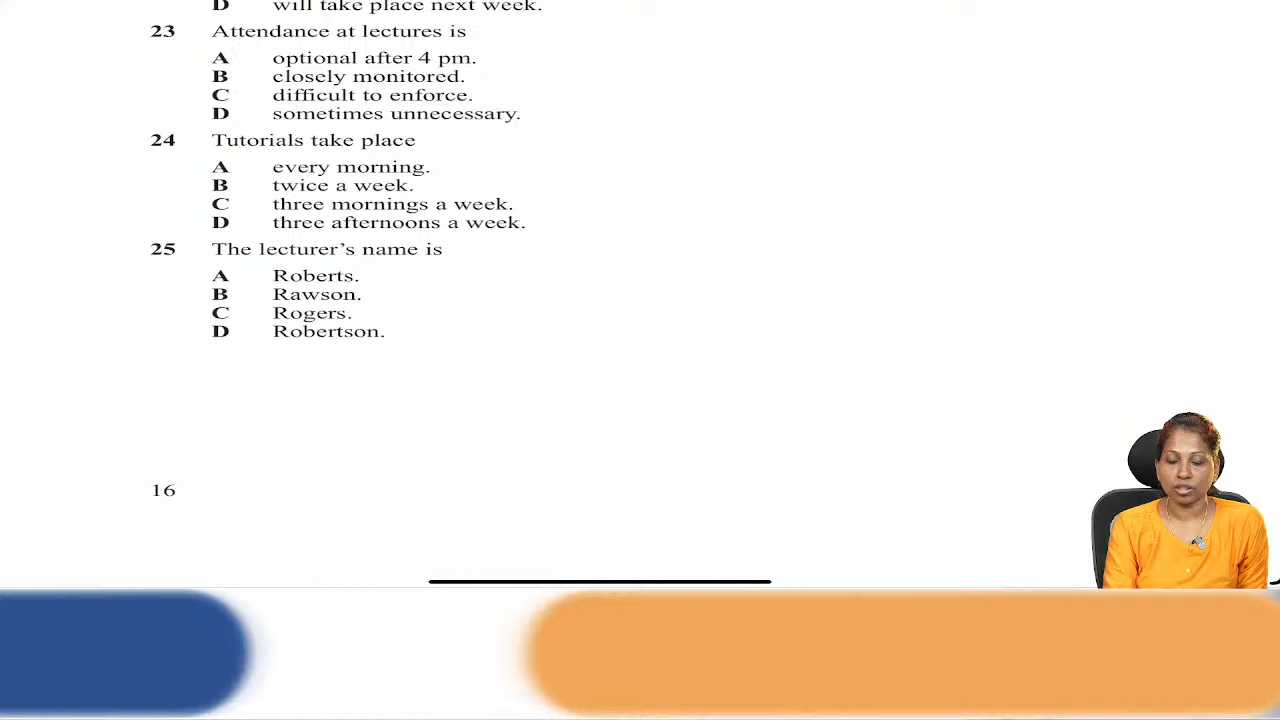 D will take place next week.
23 Attendance at lectures is
A optional after 4 pm.
B closely monitored.
C difficult to enforce.
D sometimes unnecessary.
24 Tutorials take place
A every morning.
B twice a week.
C three mornings a week.
D three afternoons a week.
25 The lecturer’s name is
A Roberts.
B Rawson.
C Rogers.
D Robertson.
16